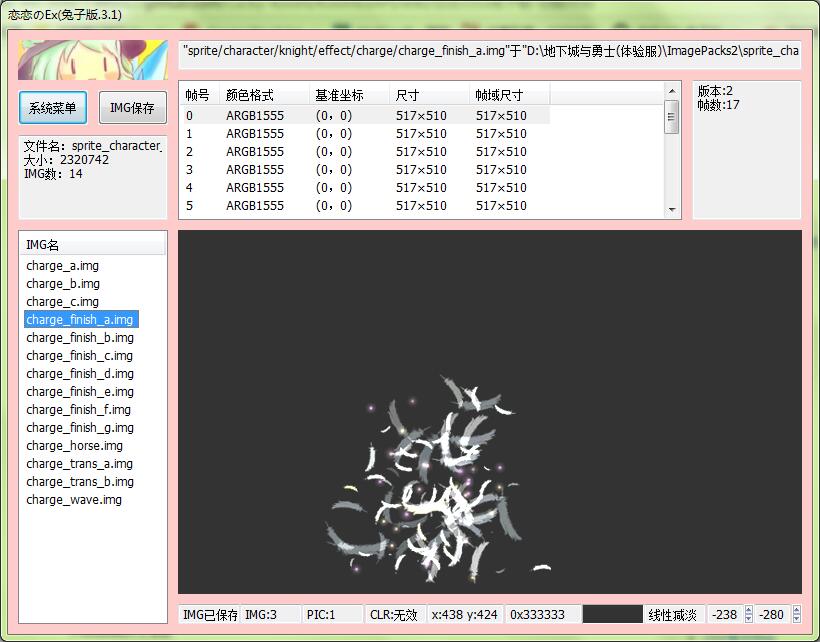 恋恋のEx(兔子版.3.1)
"sprite/character/knight/effect/charge/charge_finish_a.img"于"D:\地下城与勇士(体验服)\ImagePacks2\sprite_cha
系统菜单 IMG保存
文件名：sprite_character_
大小：2320742
IMG数：14
帧号 颜色格式 基准坐标 尺寸 帧域尺寸
0 ARGB1555 (0，0) 517×510 517×510
1 ARGB1555 (0，0) 517×510 517×510
2 ARGB1555 (0，0) 517×510 517×510
3 ARGB1555 (0，0) 517×510 517×510
4 ARGB1555 (0，0) 517×510 517×510
5 ARGB1555 (0，0) 517×510 517×510
版本:2
帧数:17
IMG名
charge_a.img
charge_b.img
charge_c.img
charge_finish_a.img
charge_finish_b.img
charge_finish_c.img
charge_finish_d.img
charge_finish_e.img
charge_finish_f.img
charge_finish_g.img
charge_horse.img
charge_trans_a.img
charge_trans_b.img
charge_wave.img
IMG已保存 IMG:3 PIC:1 CLR:无效 x:438 y:424 0x333333 线性减淡 -238 -280